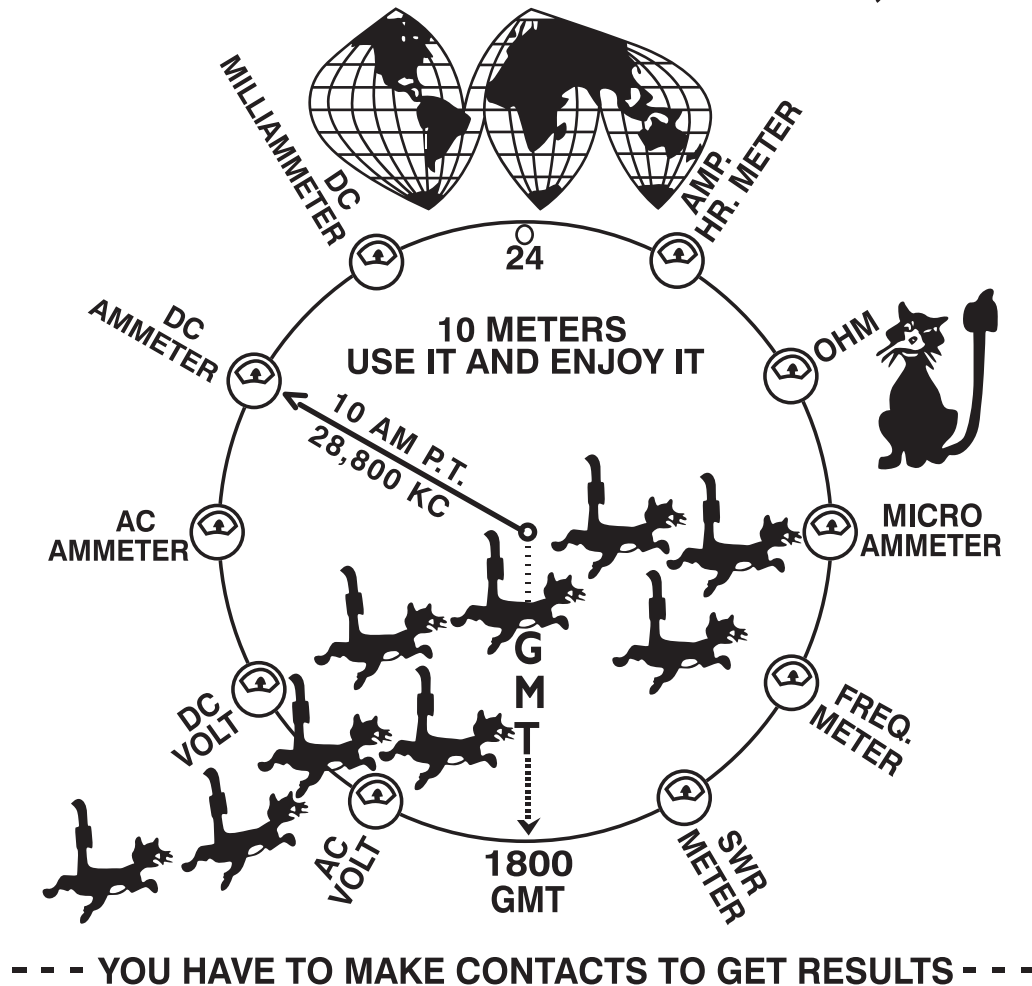 DC
MILLIAMMETER
AMP.
HR. METER
24
DC
AMMETER
10 METERS
USE IT AND ENJOY IT
OHM
10 AM P.T.
28,800 KC
AC
AMMETER
MICRO
AMMETER
G
M
T
DC
VOLT
FREQ.
METER
AC
VOLT
1800
GMT
SWR
METER
- - - YOU HAVE TO MAKE CONTACTS TO GET RESULTS - - -